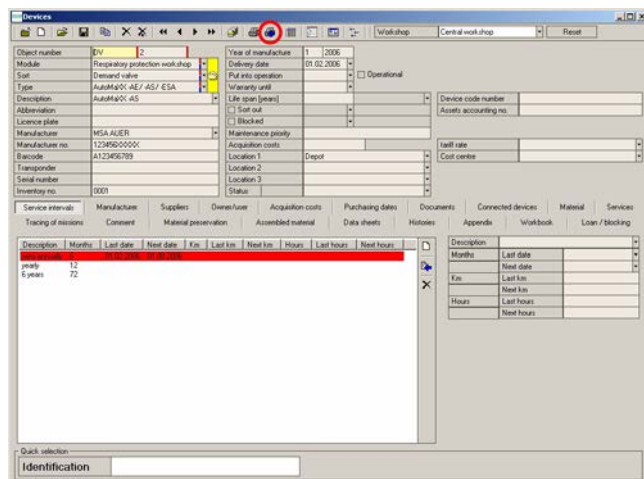 Devices
Workshop Central workshop Reset
Object number DV 2 Year of manufacture 1 2006
Module Respiratory protection workshop Delivery date 01.02.2006
Sort Demand valve Put into operation Operational
Type AutoMaXX-AE/-AS/-ESA Warranty until
Description AutoMaXX-AS Life span [years] Device code number
Abbreviation Sort out Assets accounting no.
Licence plate Blocked
Manufacturer MSA AUER Maintenance priority
Manufacturer no. Acquisition costs tariff rate
Barcode A123456789 Location 1 Depot Cost centre
Transponder Location 2
Serial number Location 3
Inventory no. 0001 Status
Service intervals Manufacturer Suppliers Owner/user Acquisition costs Purchasing dates Documents Connected devices Material Services
Tracing of missions Comment Material preservation Assembled material Data sheets Histories Appendix Workbook Loan / blocking
Description Months Last date Next date Km Last km Next km Hours Last hours Next hours
6 01.02.2006
yearly 12
6 years 72
Description
Months Last date
Next date
Km Last km
Next km
Hours Last hours
Next hours
Quick selection
Identification